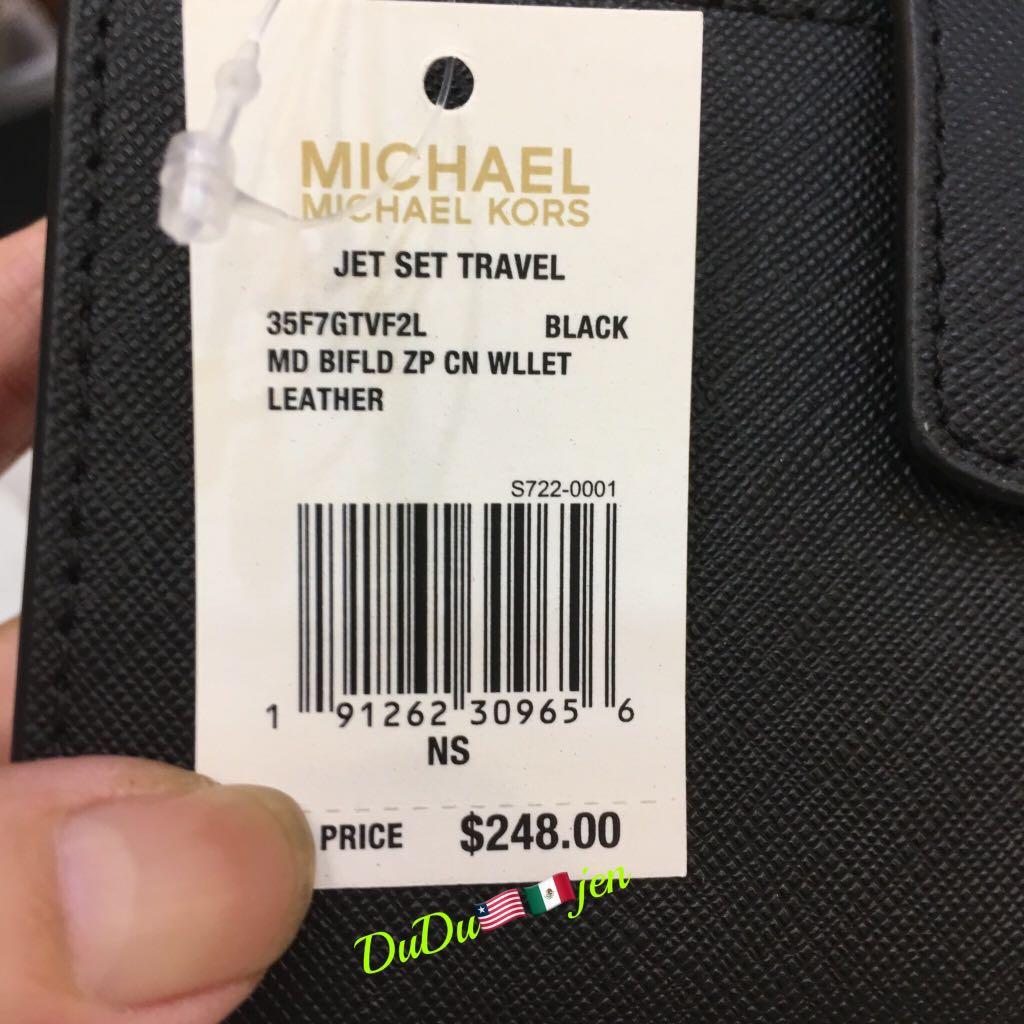 MICHAEL
MICHAEL KORS
JET SET TRAVEL
35F7GTVF2L BLACK
MD BIFLD ZP CN WLLET
LEATHER
S722-0001
1 91262 30965 6
NS
PRICE $248.00
DuDu🇱🇷🇲🇽jen